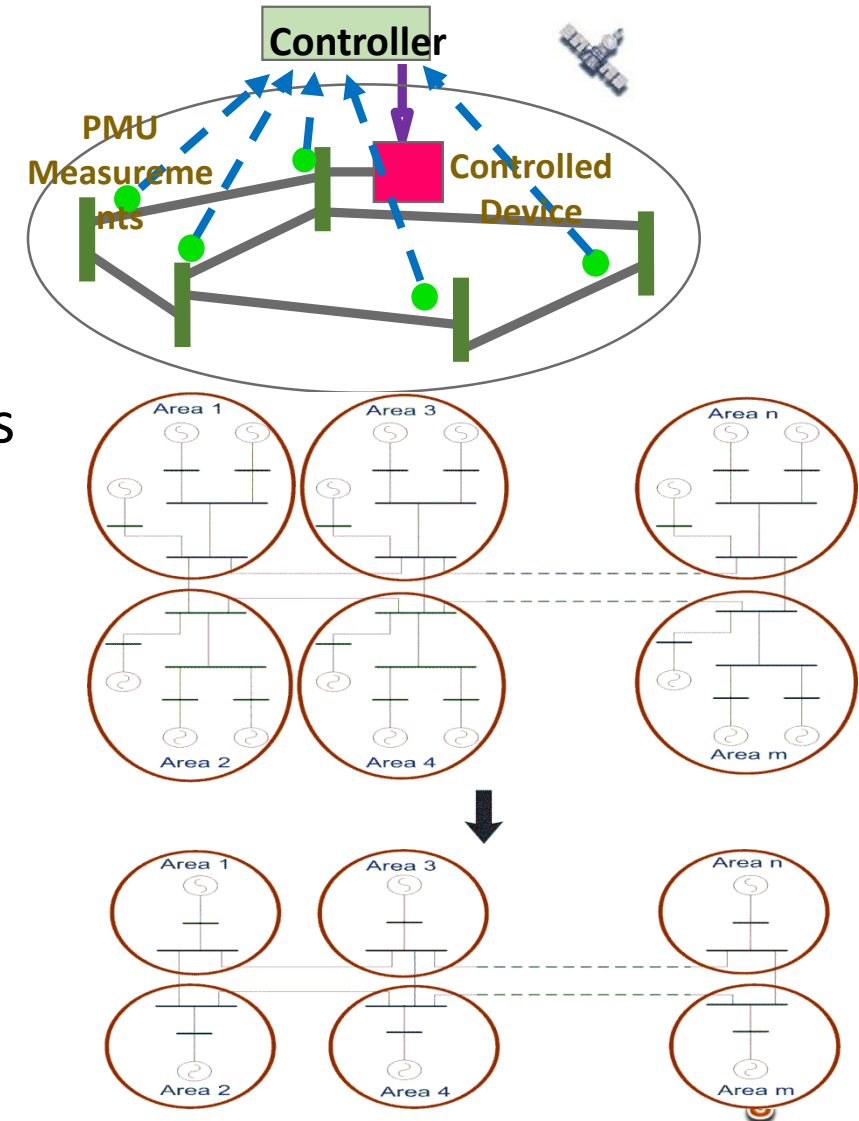 Controller
PMU
Measureme
nts
Controlled
Device
s
Area 1
Area 3
Area n
Area 2
Area 4
Area m
Area 1
Area 3
Area n
Area 2
Area 4
Area m